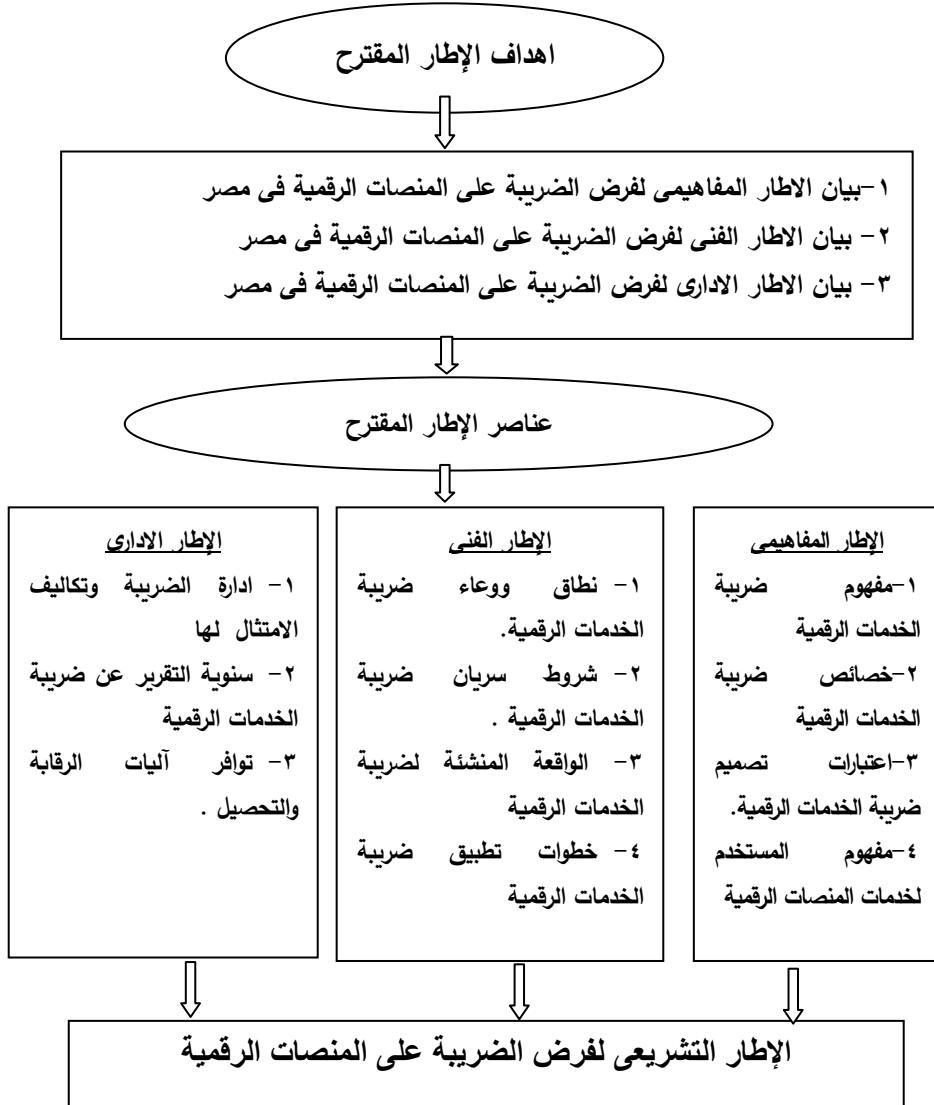 اهداف الإطار المقترح
١-بيان الاطار المفاهيمى لفرض الضريبة على المنصات الرقمية فى مصر
٢- بيان الاطار الفنى لفرض الضريبة على المنصات الرقمية فى مصر
٣- بيان الاطار الادارى لفرض الضريبة على المنصات الرقمية فى مصر
عناصر الإطار المقترح
الإطار المفاهيمى
١-مفهوم ضريبة
الخدمات الرقمية
٢-خصائص ضريبة
الخدمات الرقمية
٣-اعتبارات تصميم
ضريبة الخدمات الرقمية.
٤-مفهوم المستخدم
لخدمات المنصات الرقمية
الإطار الفنى
١- نطاق ووعاء ضريبة
الخدمات الرقمية.
٢- شروط سريان ضريبة
الخدمات الرقمية .
٣- الواقعة المنشئة لضريبة
الخدمات الرقمية
٤- خطوات تطبيق ضريبة
الخدمات الرقمية
الإطار الادارى
١- ادارة الضريبة وتكاليف
الامتثال لها
٢- سنوية التقرير عن ضريبة
الخدمات الرقمية
٣- توافر آليات الرقابة
والتحصيل .
الإطار التشريعى لفرض الضريبة على المنصات الرقمية